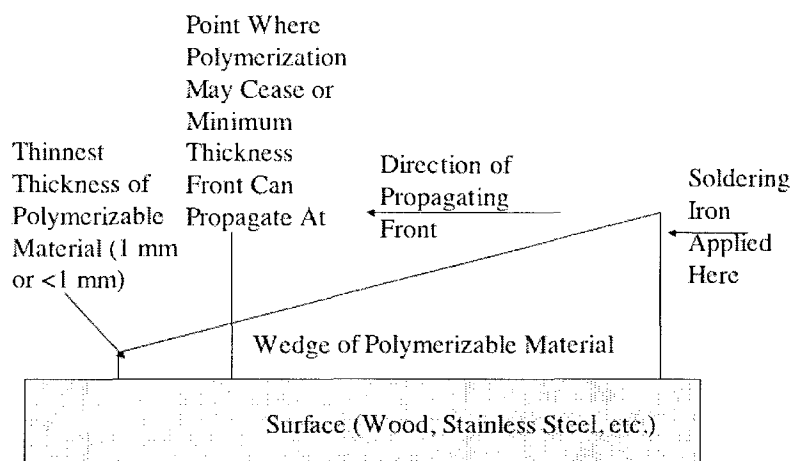 Point Where
Polymerization
May Cease or
Minimum
Thickness
Front Can
Propagate At
Thinnest
Thickness of
Polymerizable
Material (1 mm
or <1 mm)
Direction of
Propagating
Front
Soldering
Iron
Applied
Here
Wedge of Polymerizable Material
Surface (Wood, Stainless Steel, etc.)